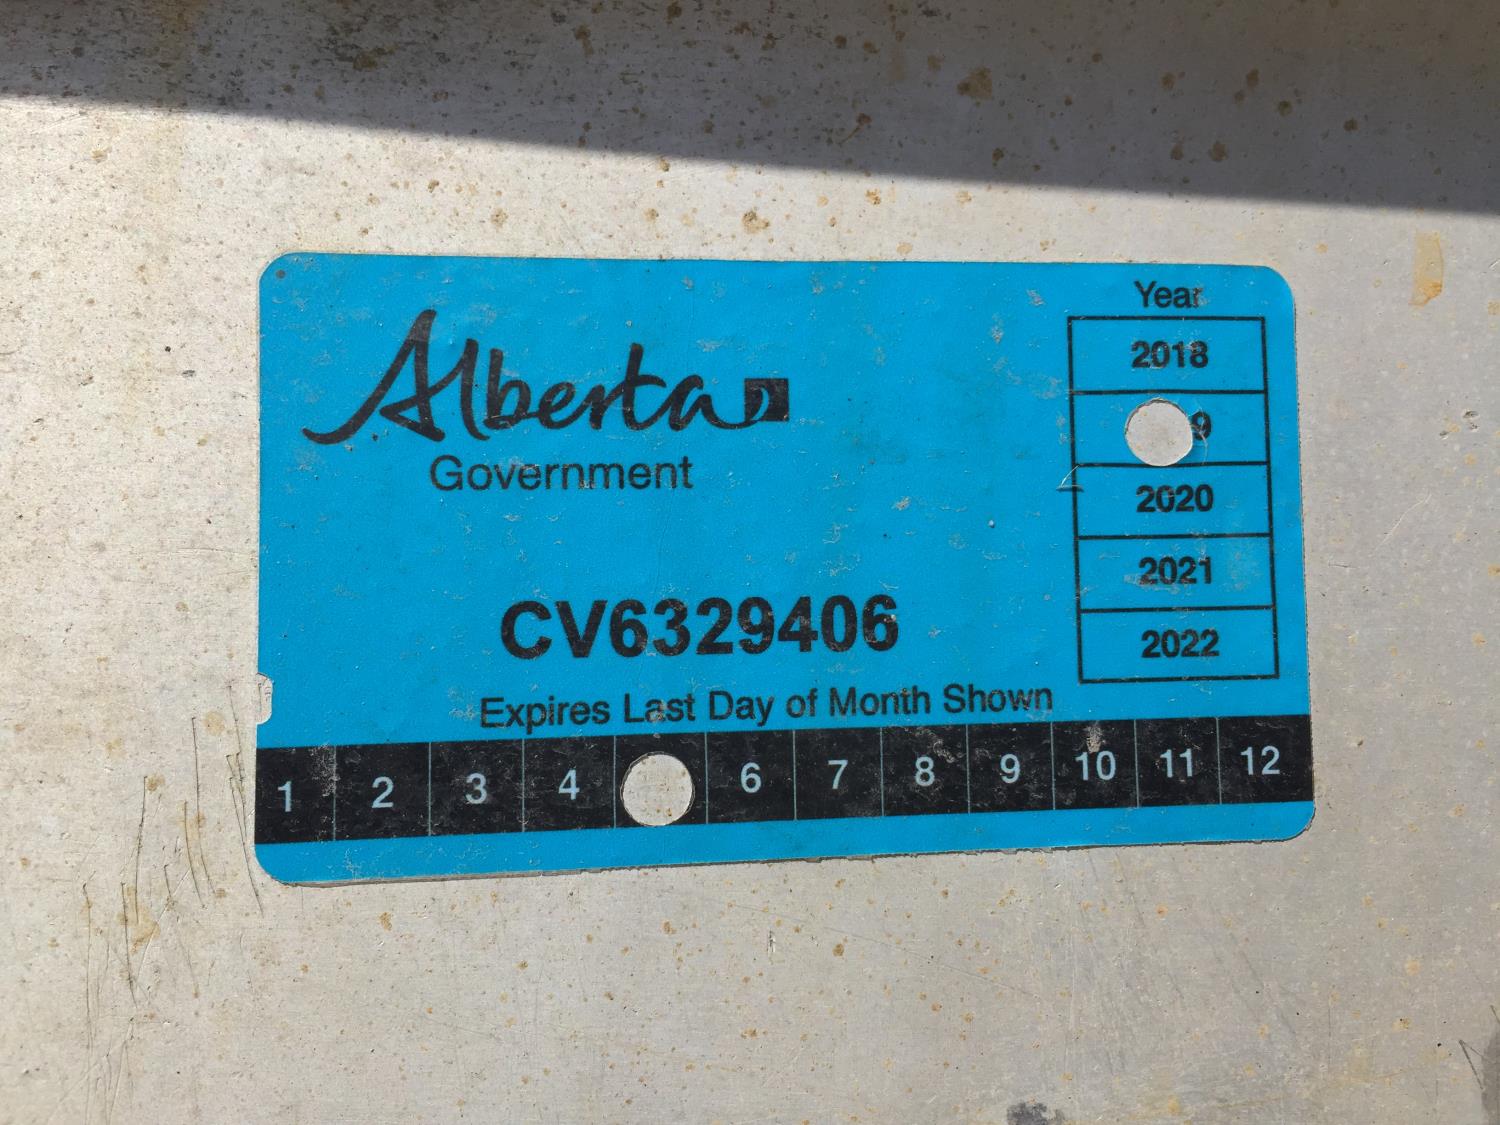 Alberta
Government
Year
2018
9
2020
2021
2022
CV6329406
Expires Last Day of Month Shown
1 2 3 4 6 7 8 9 10 11 12